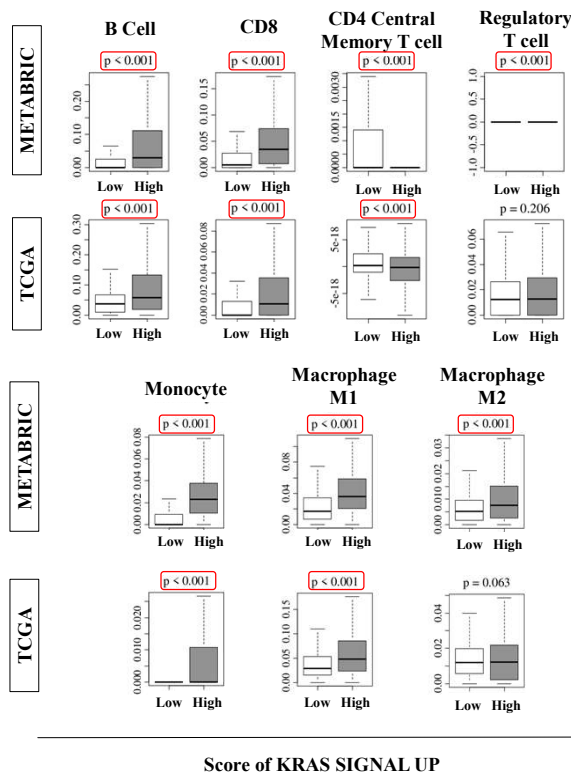 B Cell CD8 CD4 Central Memory T cell Regulatory T cell
METABRIC
p < 0.001 p < 0.001 p < 0.001 p < 0.001
0.00 0.10 0.20
0.00 0.05 0.10 0.15
0.0000 0.0015 0.0030
-1.0 -0.5 0.0 0.5 1.0
Low High Low High Low High Low High
TCGA
p < 0.001 p < 0.001 p < 0.001 p = 0.206
0.00 0.10 0.20 0.30
0.00 0.02 0.04 0.06 0.08
-5e-18 5e-18
0.00 0.02 0.04 0.06
Low High Low High Low High Low High
Monocyte Macrophage M1 Macrophage M2
METABRIC
p < 0.001 p < 0.001 p < 0.001
0.00 0.02 0.04 0.06 0.08
0.00 0.04 0.08
0.00 0.010 0.020 0.03
Low High Low High Low High
TCGA
p < 0.001 p < 0.001 p = 0.063
0.000 0.010 0.020
0.00 0.05 0.10 0.15
0.00 0.02 0.04
Low High Low High Low High
Score of KRAS SIGNAL UP